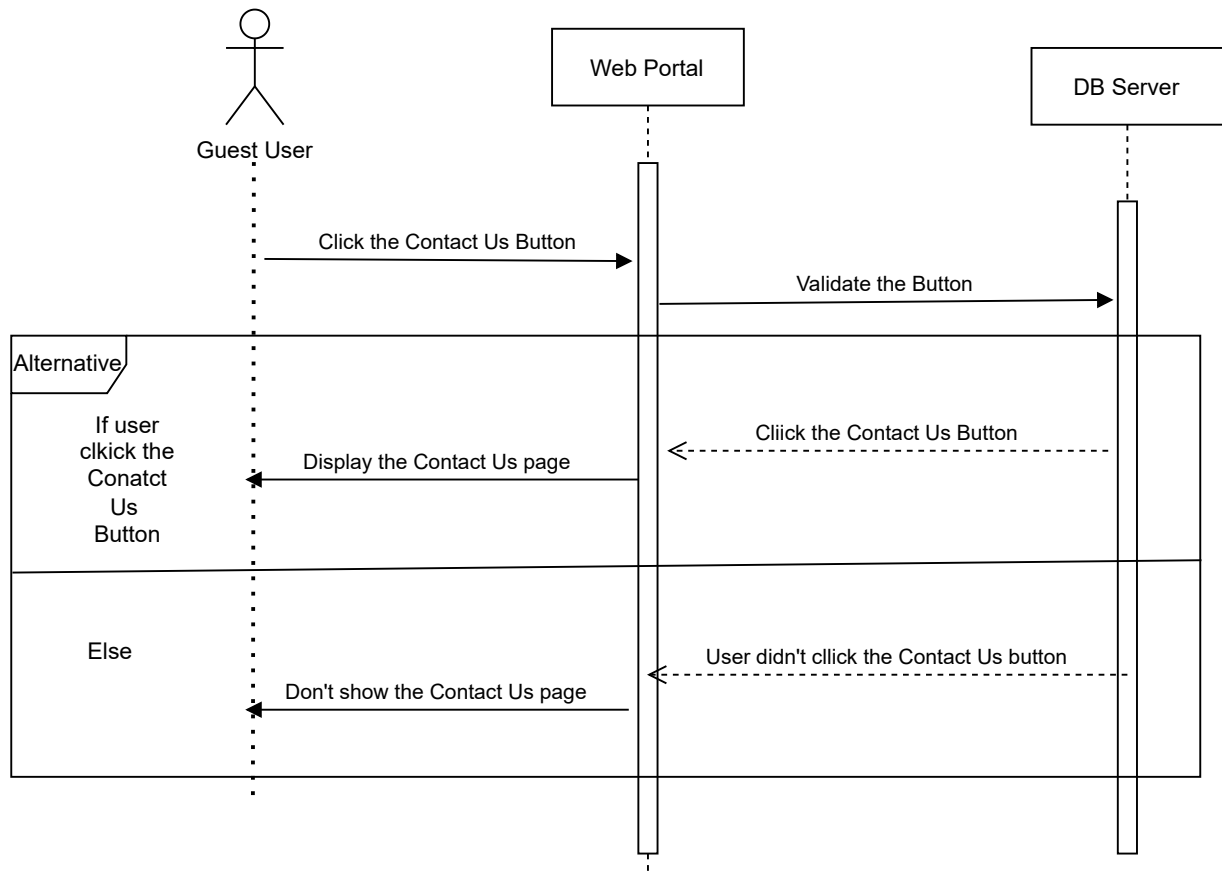 Guest User
Web Portal
DB Server
Click the Contact Us Button
Validate the Button
Alternative
If user
clkick the
Conatct
Us
Button
Cliick the Contact Us Button
Display the Contact Us page
Else
User didn't cllick the Contact Us button
Don't show the Contact Us page